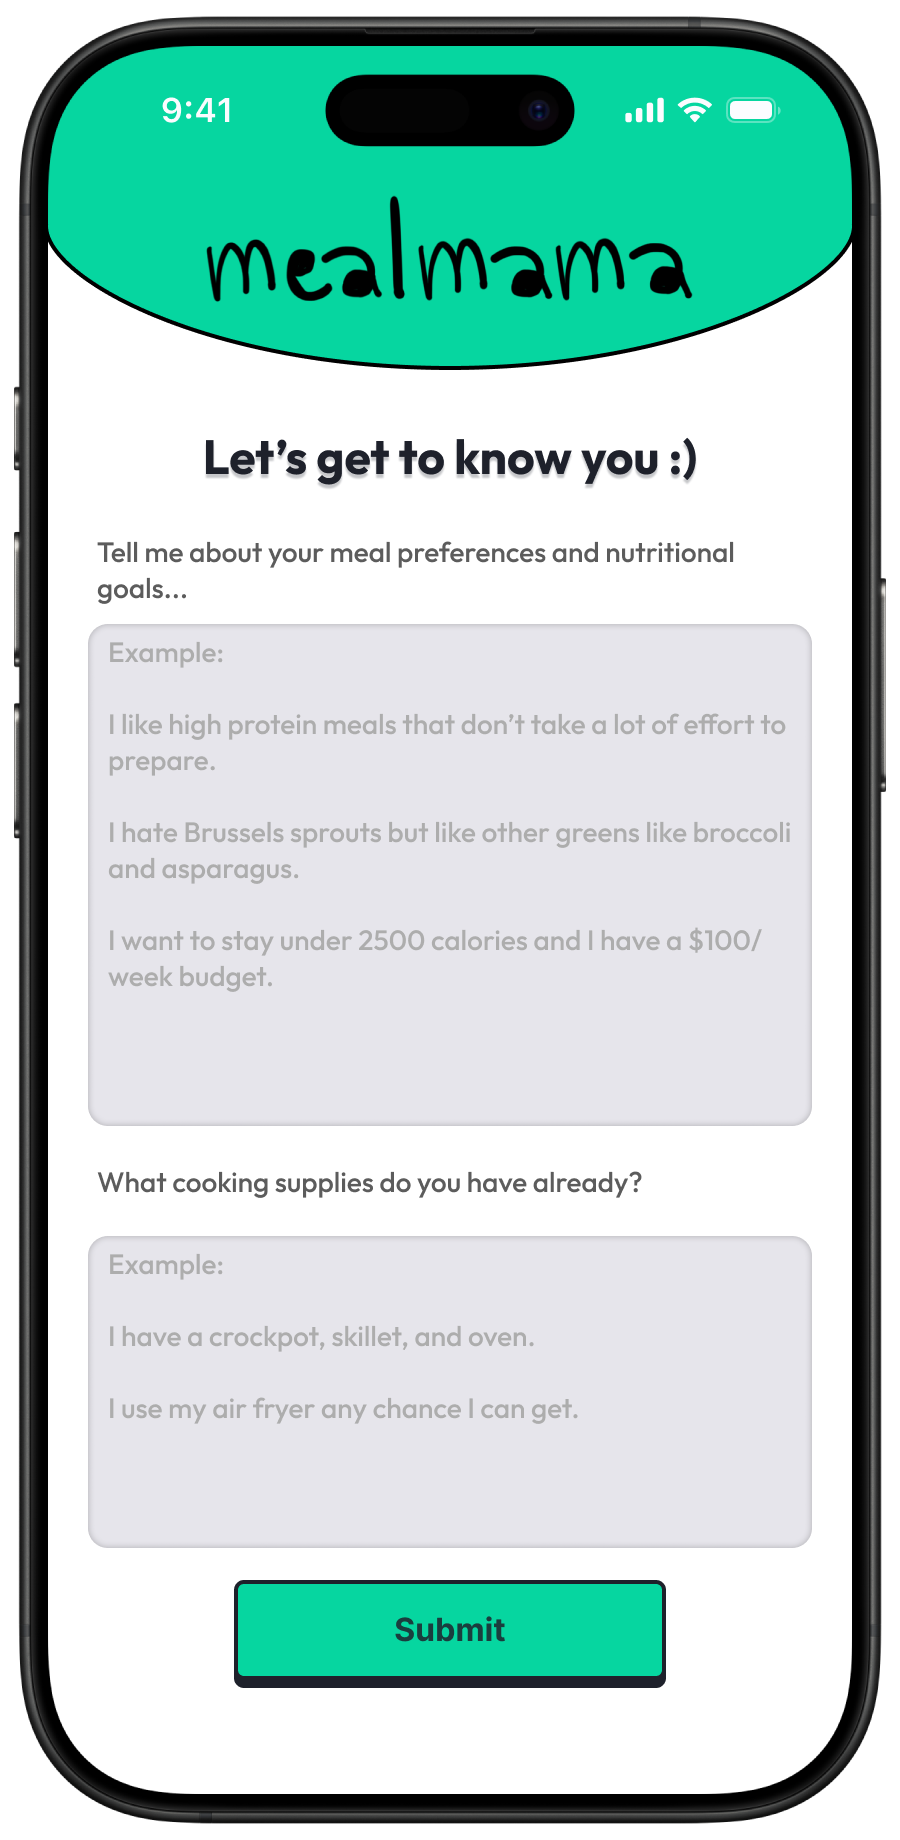 9:41
mealmama
Let’s get to know you :)
Tell me about your meal preferences and nutritional
goals...
Example:
I like high protein meals that don’t take a lot of effort to
prepare.
I hate Brussels sprouts but like other greens like broccoli
and asparagus.
I want to stay under 2500 calories and I have a $100/
week budget.
What cooking supplies do you have already?
Example:
I have a crockpot, skillet, and oven.
I use my air fryer any chance I can get.
Submit